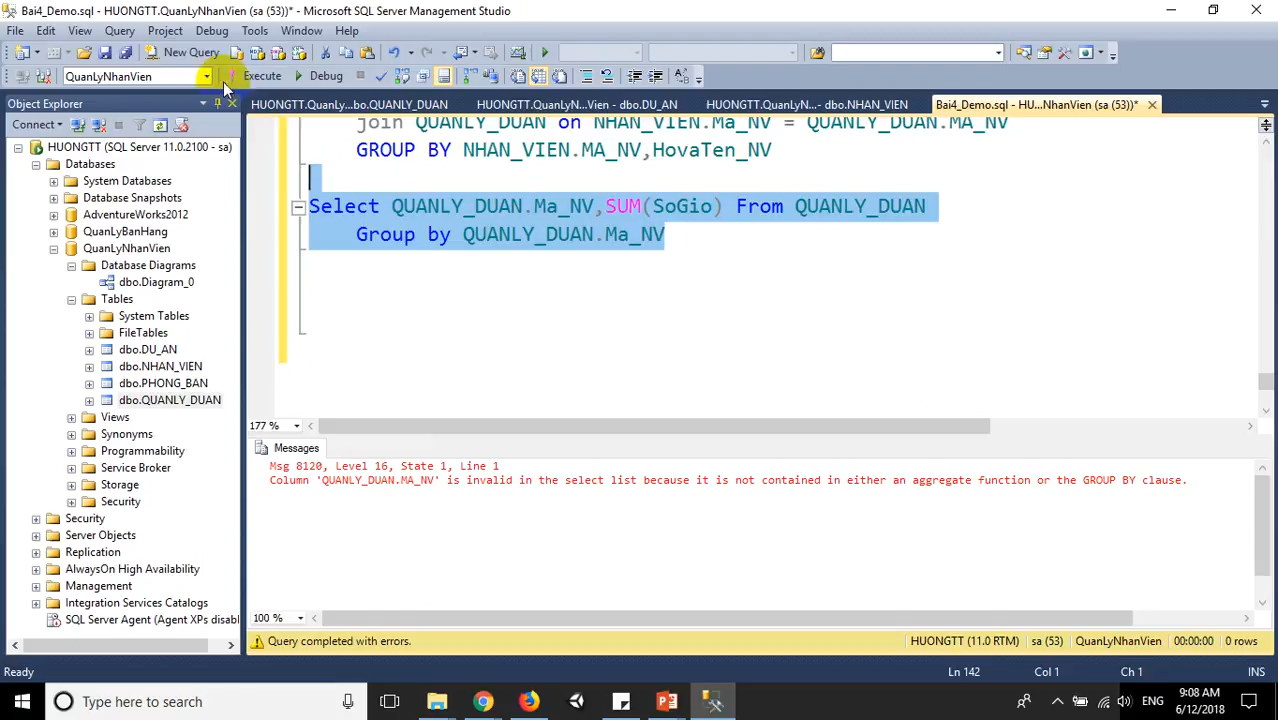 Bai4_Demo.sql - HUONGTT.QuanLyNhanVien (sa (53))* - Microsoft SQL Server Management Studio
File Edit View Query Project Debug Tools Window Help
New Query
QuanLyNhanVien Execute Debug
Object Explorer
HUONGTT.QuanLy...bo.QUANLY_DUAN HUONGTT.QuanLyN...Vien - dbo.DU_AN HUONGTT.QuanLyN...- dbo.NHAN_VIEN Bai4_Demo.sql - HU...NhanVien (sa (53))*
Connect
HUONGTT (SQL Server 11.0.2100 - sa)
Databases
System Databases
Database Snapshots
AdventureWorks2012
QuanLyBanHang
QuanLyNhanVien
Database Diagrams
dbo.Diagram_0
Tables
System Tables
FileTables
dbo.DU_AN
dbo.NHAN_VIEN
dbo.PHONG_BAN
dbo.QUANLY_DUAN
Views
Synonyms
Programmability
Service Broker
Storage
Security
Security
Server Objects
Replication
AlwaysOn High Availability
Management
Integration Services Catalogs
SQL Server Agent (Agent XPs disabl
join QUANLY_DUAN on NHAN_VIEN.Ma_NV = QUANLY_DUAN.MA_NV
GROUP BY NHAN_VIEN.MA_NV,HovaTen_NV
Select QUANLY_DUAN.Ma_NV,SUM(SoGio) From QUANLY_DUAN
Group by QUANLY_DUAN.Ma_NV
177 %
Messages
Msg 8120, Level 16, State 1, Line 1
Column 'QUANLY_DUAN.MA_NV' is invalid in the select list because it is not contained in either an aggregate function or the GROUP BY clause.
100 %
Query completed with errors. HUONGTT (11.0 RTM) sa (53) QuanLyNhanVien 00:00:00 0 rows
Ready Ln 142 Col 1 Ch 1 INS
Type here to search ENG 9:08 AM
6/12/2018